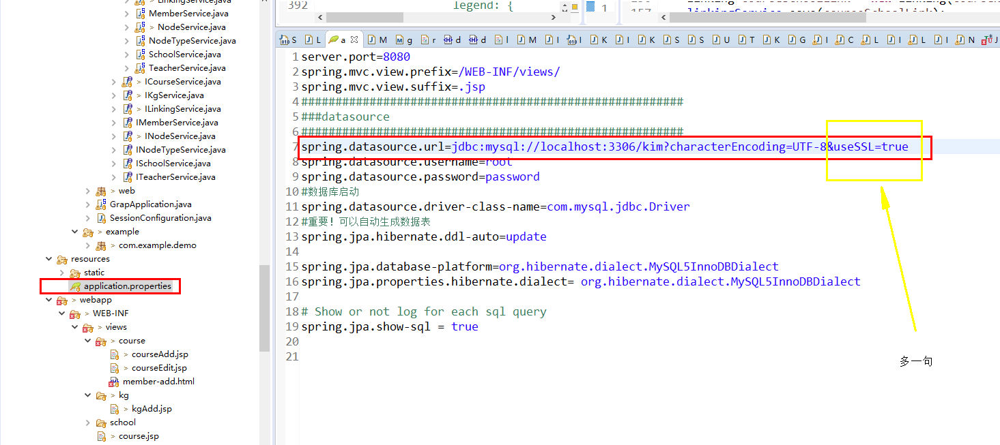 LinkingService.java
MemberService.java
> NodeService.java
NodeTypeService.java
SchoolService.java
TeacherService.java
> ICourseService.java
> IKgService.java
> ILinkingService.java
IMemberService.java
> INodeService.java
INodeTypeService.java
ISchoolService.java
ITeacherService.java
> web
GrapApplication.java
SessionConfiguration.java
> example
> com.example.demo
resources
static
application.properties
> webapp
> WEB-INF
> views
> course
> courseAdd.jsp
> courseEdit.jsp
member-add.html
> kg
> kgAdd.jsp
school
> course.jsp
392 legend: {
1
157 linkingService.save(courseSchoolLink);
S L a M g r d d l M I I K I K S S U T K G I C L I L I N J
1 server.port=8080
2 spring.mvc.view.prefix=/WEB-INF/views/
3 spring.mvc.view.suffix=.jsp
4 ########################################################
5 ###datasource
6 ########################################################
7 spring.datasource.url=jdbc:mysql://localhost:3306/kim?characterEncoding=UTF-8&useSSL=true
8 spring.datasource.username=root
9 spring.datasource.password=password
10 #数据库启动
11 spring.datasource.driver-class-name=com.mysql.jdbc.Driver
12 #重要！可以自动生成数据表
13 spring.jpa.hibernate.ddl-auto=update
14
15 spring.jpa.database-platform=org.hibernate.dialect.MySQL5InnoDBDialect
16 spring.jpa.properties.hibernate.dialect= org.hibernate.dialect.MySQL5InnoDBDialect
17
18 # Show or not log for each sql query
19 spring.jpa.show-sql = true
20
21
多一句